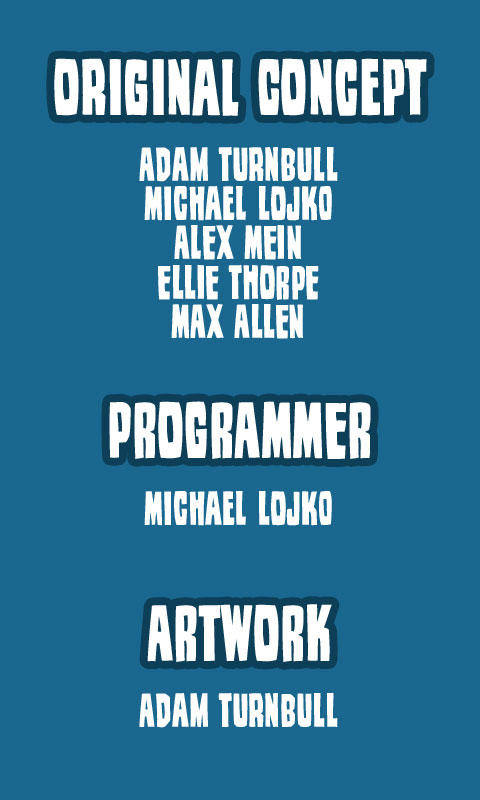 ORIGINAL CONCEPT
ADAM TURNBULL
MICHAEL LOJKO
ALEX MEIN
ELLIE THORPE
MAX ALLEN
PROGRAMMER
MICHAEL LOJKO
ARTWORK
ADAM TURNBULL